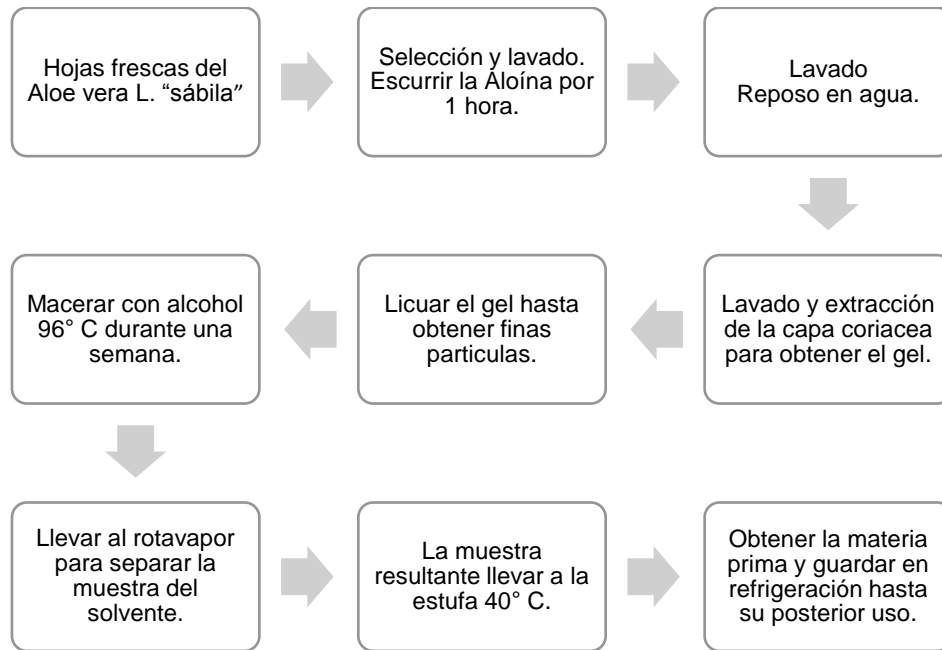 Hojas frescas del
Aloe vera L. “sábila”
Selección y lavado.
Escurrir la Aloína por
1 hora.
Lavado
Reposo en agua.
Lavado y extracción
de la capa coriacea
para obtener el gel.
Licuar el gel hasta
obtener finas
particulas.
Macerar con alcohol
96° C durante una
semana.
Llevar al rotavapor
para separar la
muestra del
solvente.
La muestra
resultante llevar a la
estufa 40° C.
Obtener la materia
prima y guardar en
refrigeración hasta
su posterior uso.